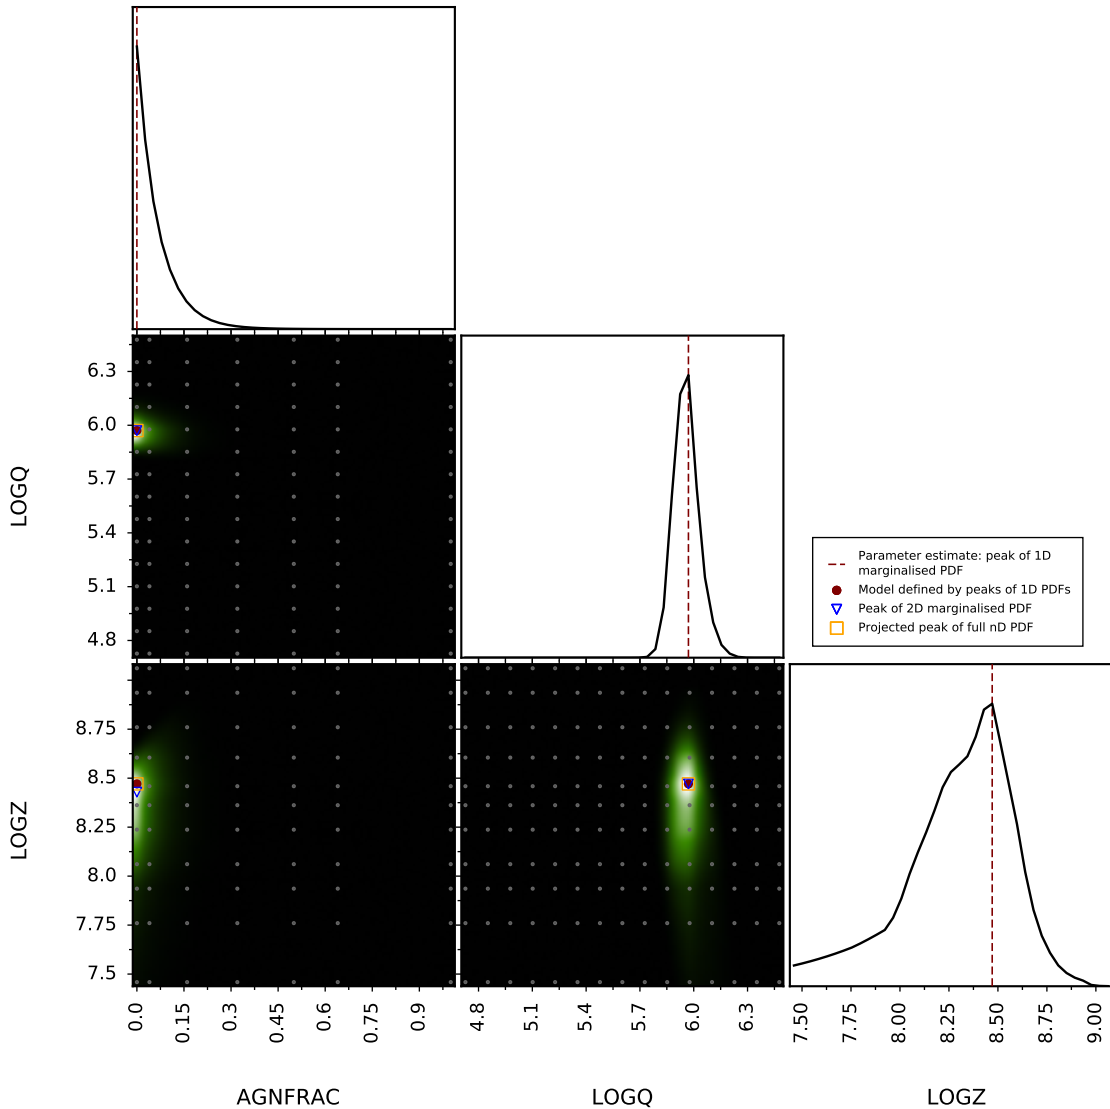 6.3
6.0
5.7
5.4
5.1
4.8
LOGQ
Parameter estimate: peak of 1D
marginalised PDF
Model defined by peaks of 1D PDFs
Peak of 2D marginalised PDF
Projected peak of full nD PDF
8.75
8.5
8.25
8.0
7.75
7.5
LOGZ
0.0 0.15 0.3 0.45 0.6 0.75 0.9
4.8 5.1 5.4 5.7 6.0 6.3
7.50 7.75 8.00 8.25 8.50 8.75 9.00
AGNFRAC LOGQ LOGZ